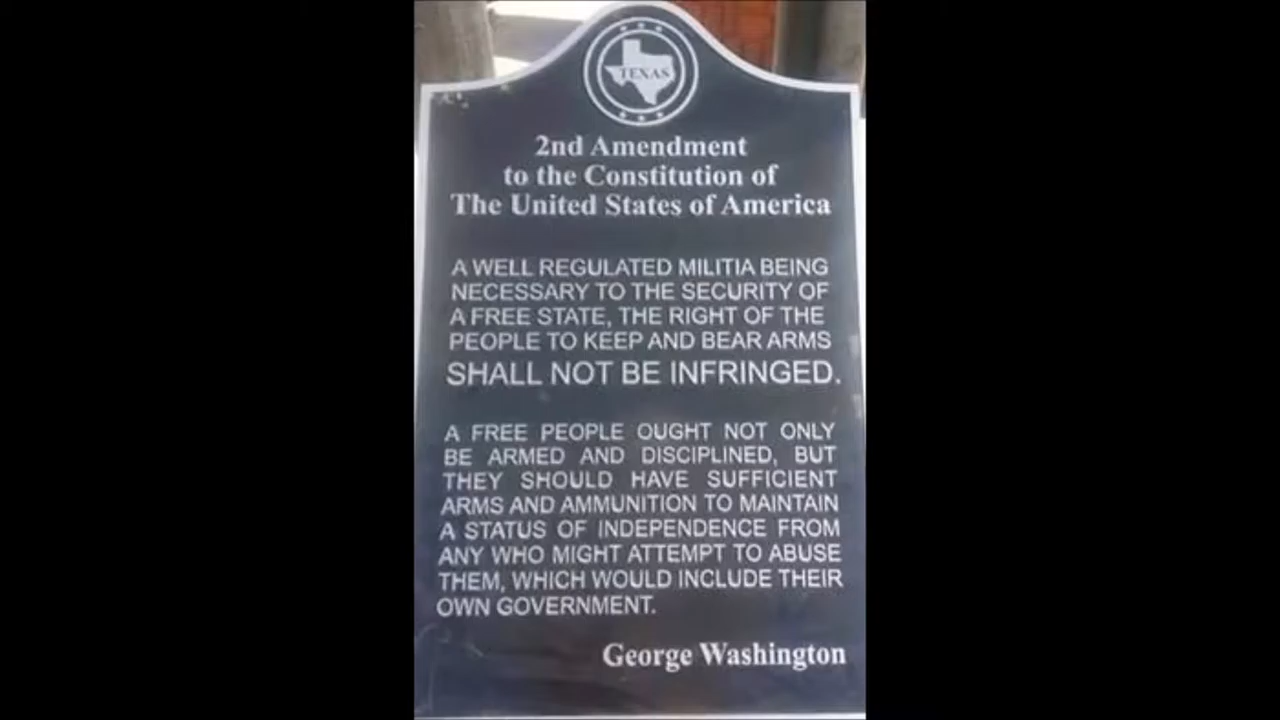 TEXAS
2nd Amendment
to the Constitution of
The United States of America
A WELL REGULATED MILITIA BEING
NECESSARY TO THE SECURITY OF
A FREE STATE, THE RIGHT OF THE
PEOPLE TO KEEP AND BEAR ARMS
SHALL NOT BE INFRINGED.
A FREE PEOPLE OUGHT NOT ONLY
BE ARMED AND DISCIPLINED, BUT
THEY SHOULD HAVE SUFFICIENT
ARMS AND AMMUNITION TO MAINTAIN
A STATUS OF INDEPENDENCE FROM
ANY WHO MIGHT ATTEMPT TO ABUSE
THEM, WHICH WOULD INCLUDE THEIR
OWN GOVERNMENT.
George Washington